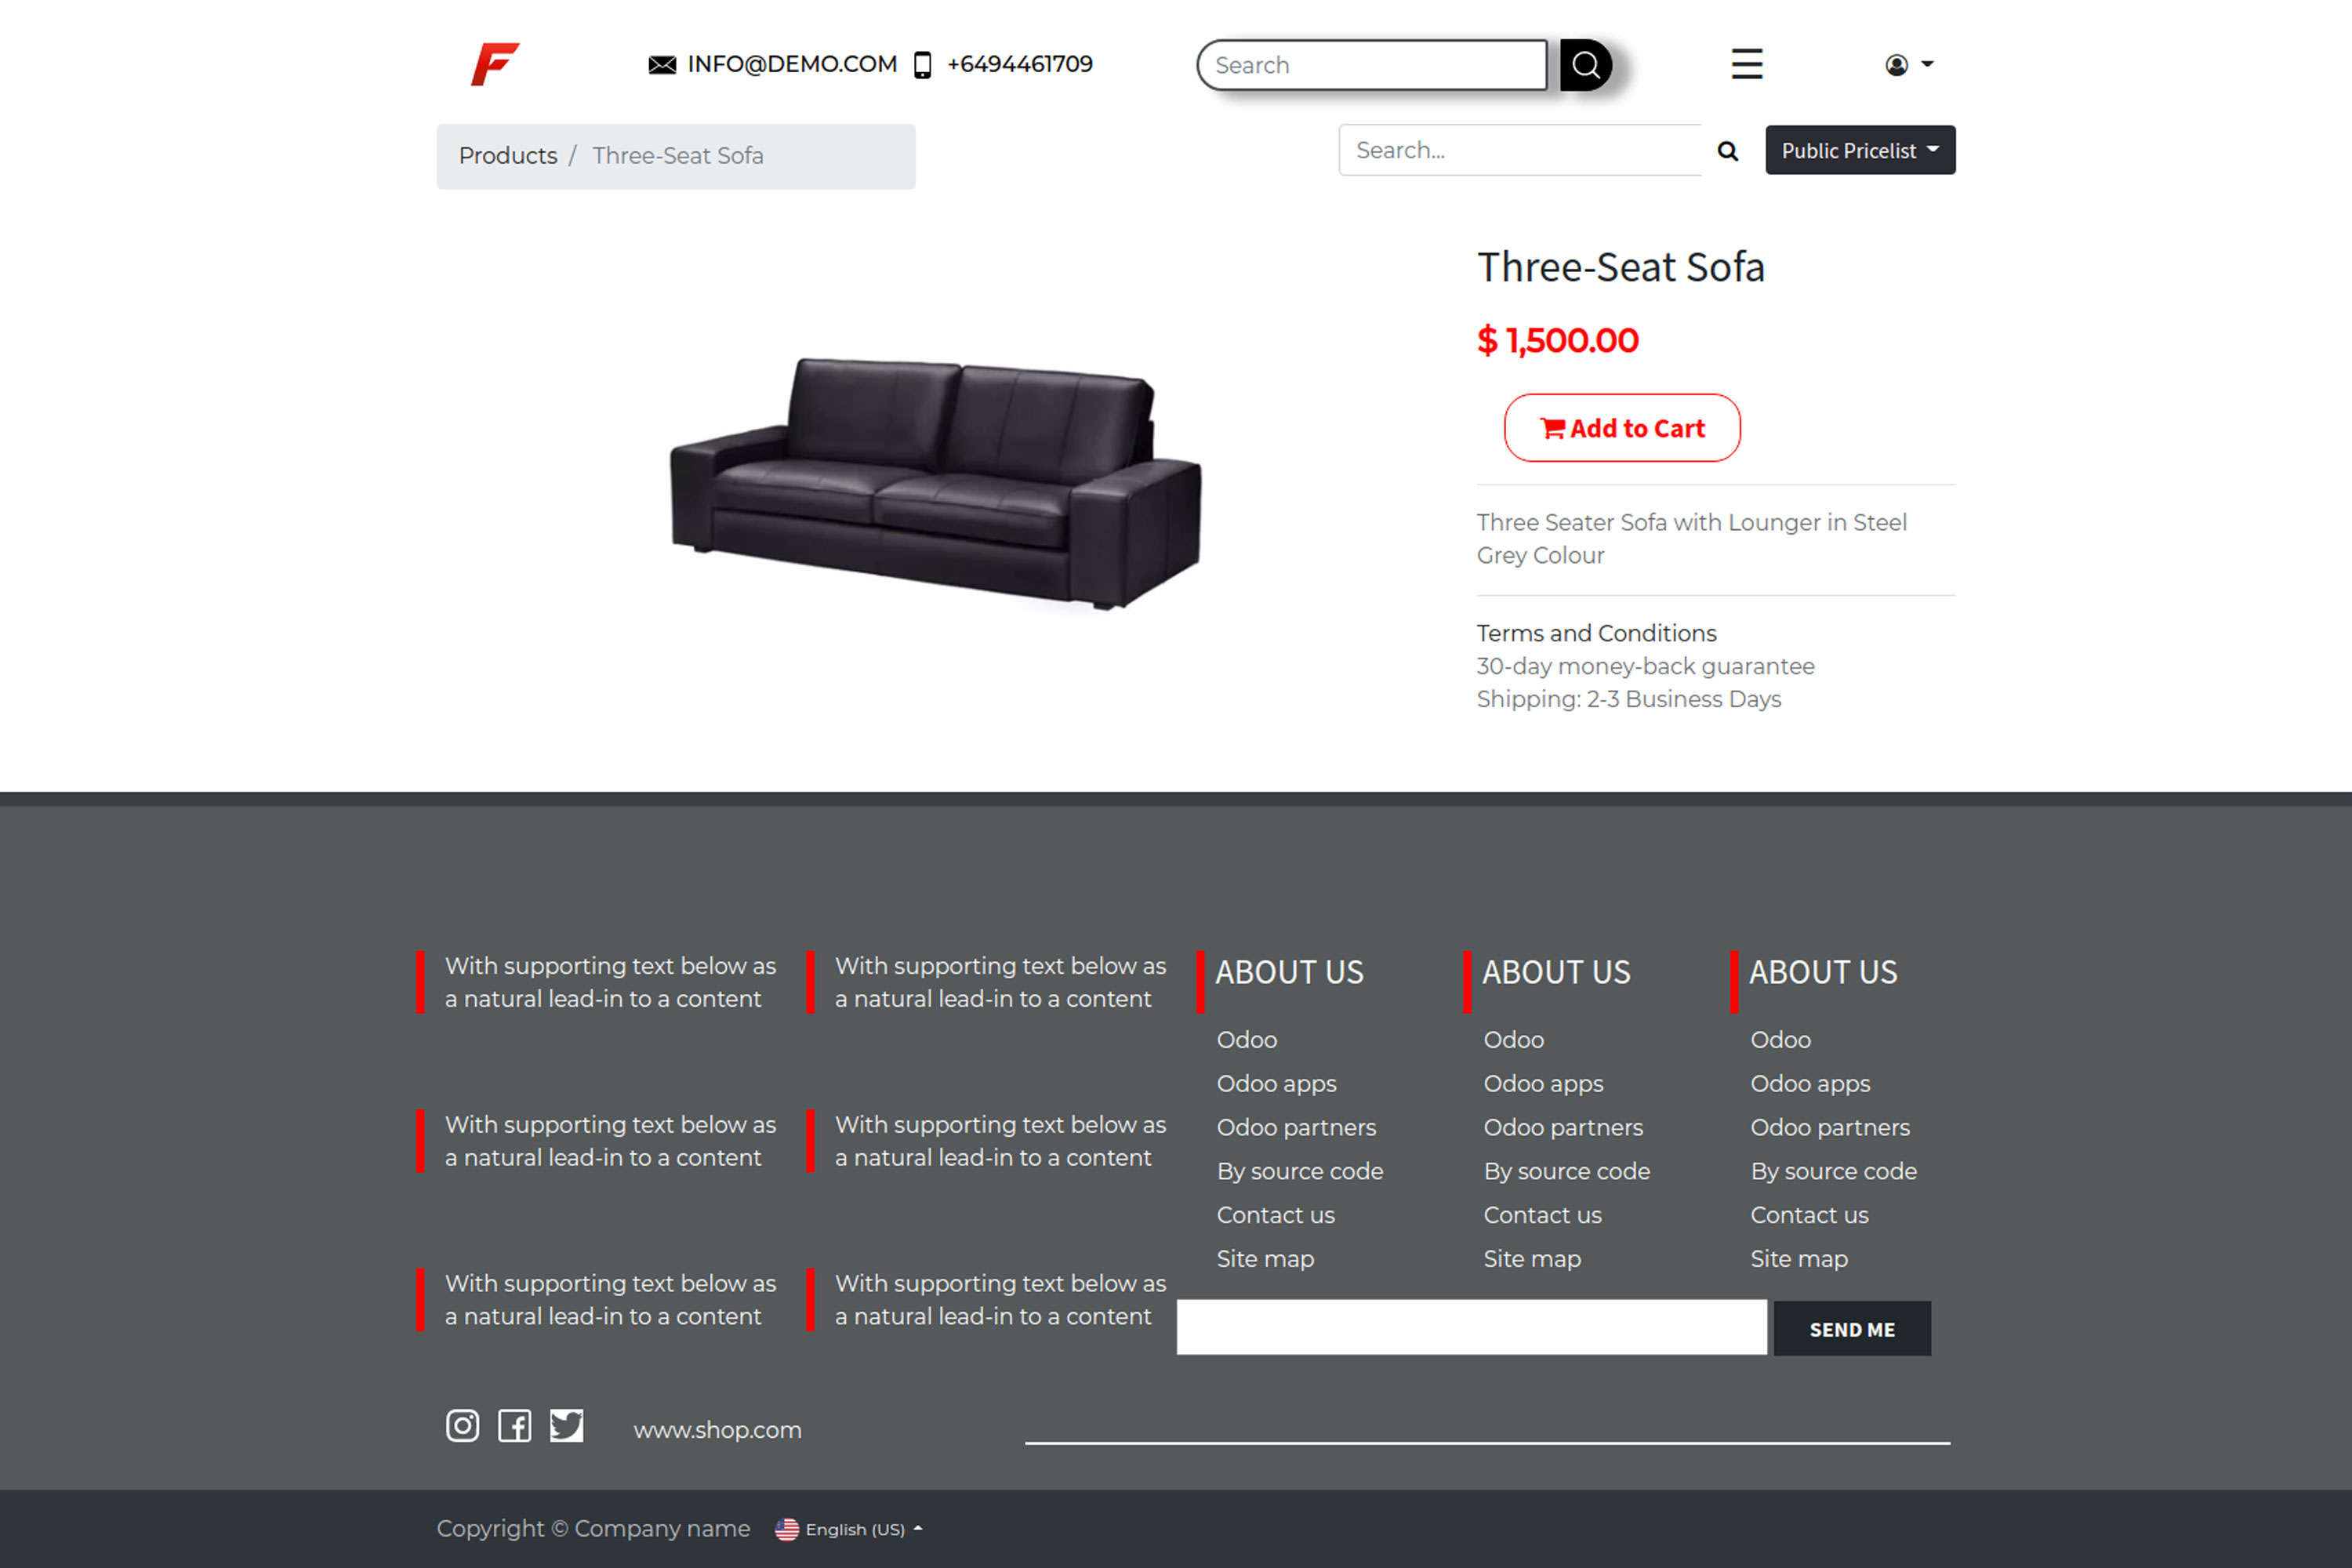 F
INFO@DEMO.COM +6494461709
Search
Products / Three-Seat Sofa
Search...
Public Pricelist
Three-Seat Sofa
$ 1,500.00
Add to Cart
Three Seater Sofa with Lounger in Steel
Grey Colour
Terms and Conditions
30-day money-back guarantee
Shipping: 2-3 Business Days
With supporting text below as
a natural lead-in to a content
With supporting text below as
a natural lead-in to a content
With supporting text below as
a natural lead-in to a content
With supporting text below as
a natural lead-in to a content
With supporting text below as
a natural lead-in to a content
With supporting text below as
a natural lead-in to a content
ABOUT US
Odoo
Odoo apps
Odoo partners
By source code
Contact us
Site map
ABOUT US
Odoo
Odoo apps
Odoo partners
By source code
Contact us
Site map
ABOUT US
Odoo
Odoo apps
Odoo partners
By source code
Contact us
Site map
SEND ME
www.shop.com
Copyright © Company name
English (US)